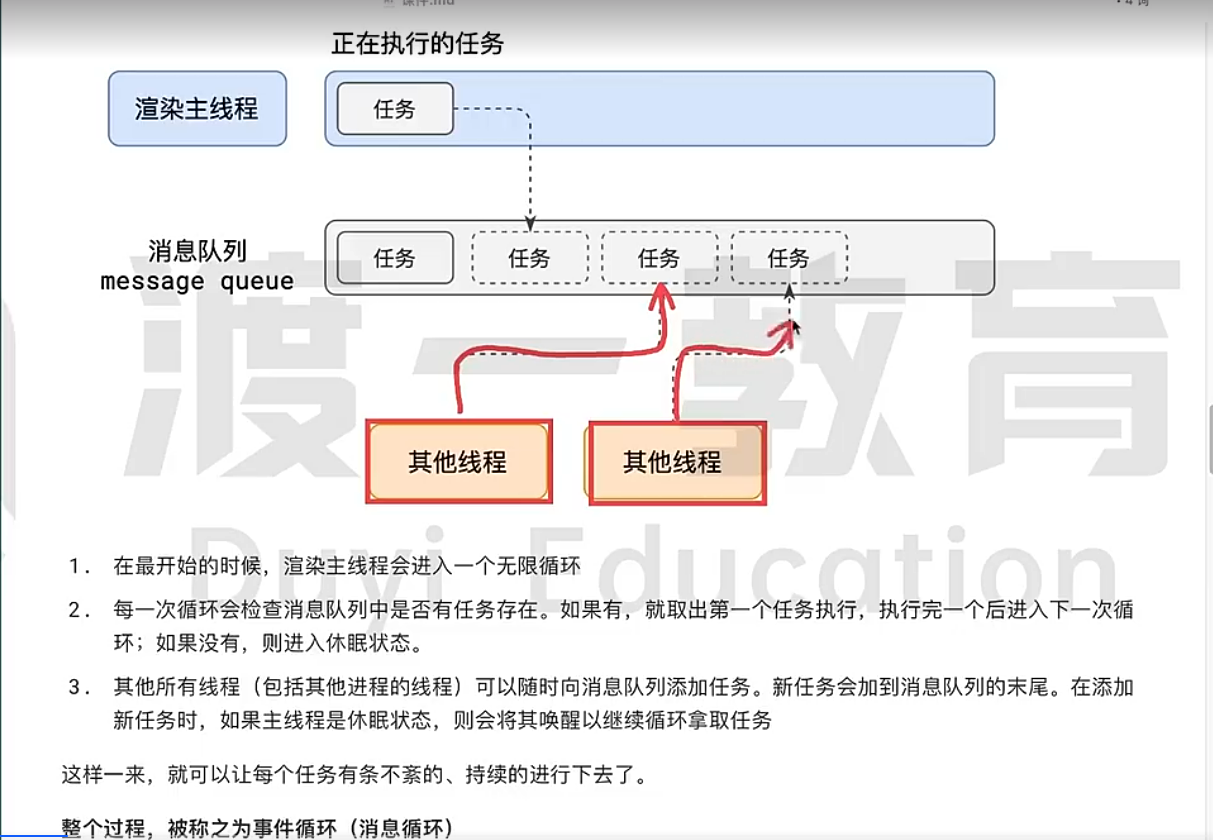 课件.md
正在执行的任务
渲染主线程
任务
消息队列
message queue
任务 任务 任务 任务
其他线程 其他线程
渡一教育
Duyi Education
1. 在最开始的时候，渲染主线程会进入一个无限循环
2. 每一次循环会检查消息队列中是否有任务存在。如果有，就取出第一个任务执行，执行完一个后进入下一次循
环；如果没有，则进入休眠状态。
3. 其他所有线程（包括其他进程的线程）可以随时向消息队列添加任务。新任务会加到消息队列的末尾。在添加
新任务时，如果主线程是休眠状态，则会将其唤醒以继续循环拿取任务
这样一来，就可以让每个任务有条不紊的、持续的进行下去了。
整个过程，被称之为事件循环（消息循环）